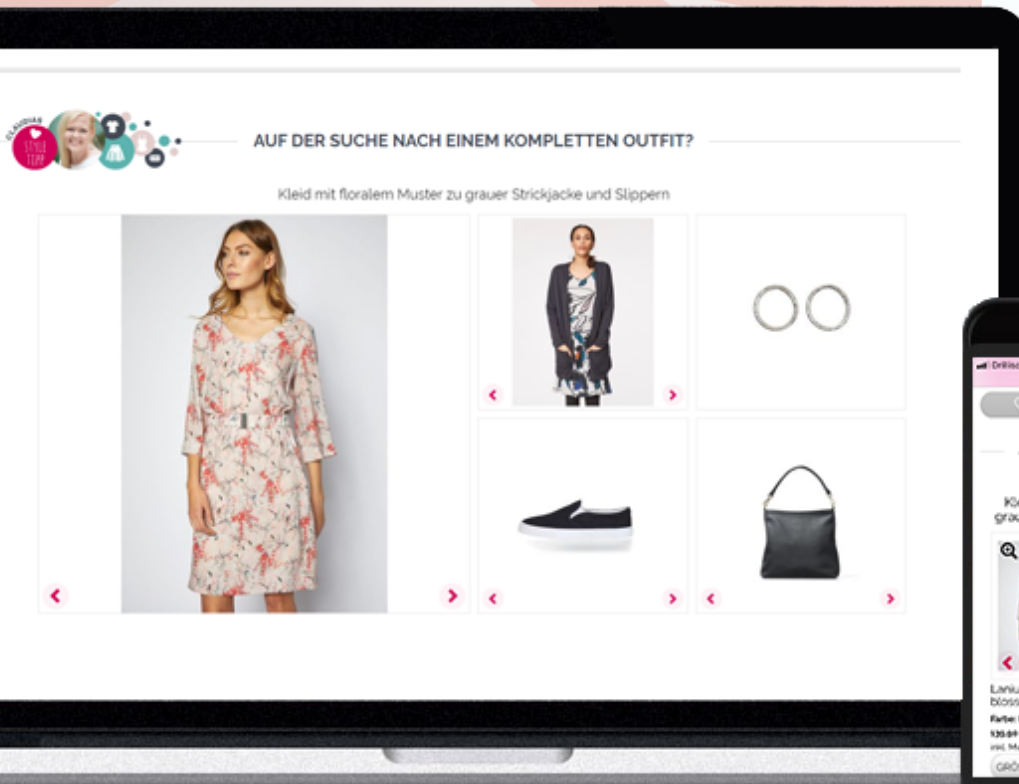 CLAUDIAS
STYLE
TIPP
AUF DER SUCHE NACH EINEM KOMPLETTEN OUTFIT?
Kleid mit floralem Muster zu grauer Strickjacke und Slippern
Farbe: